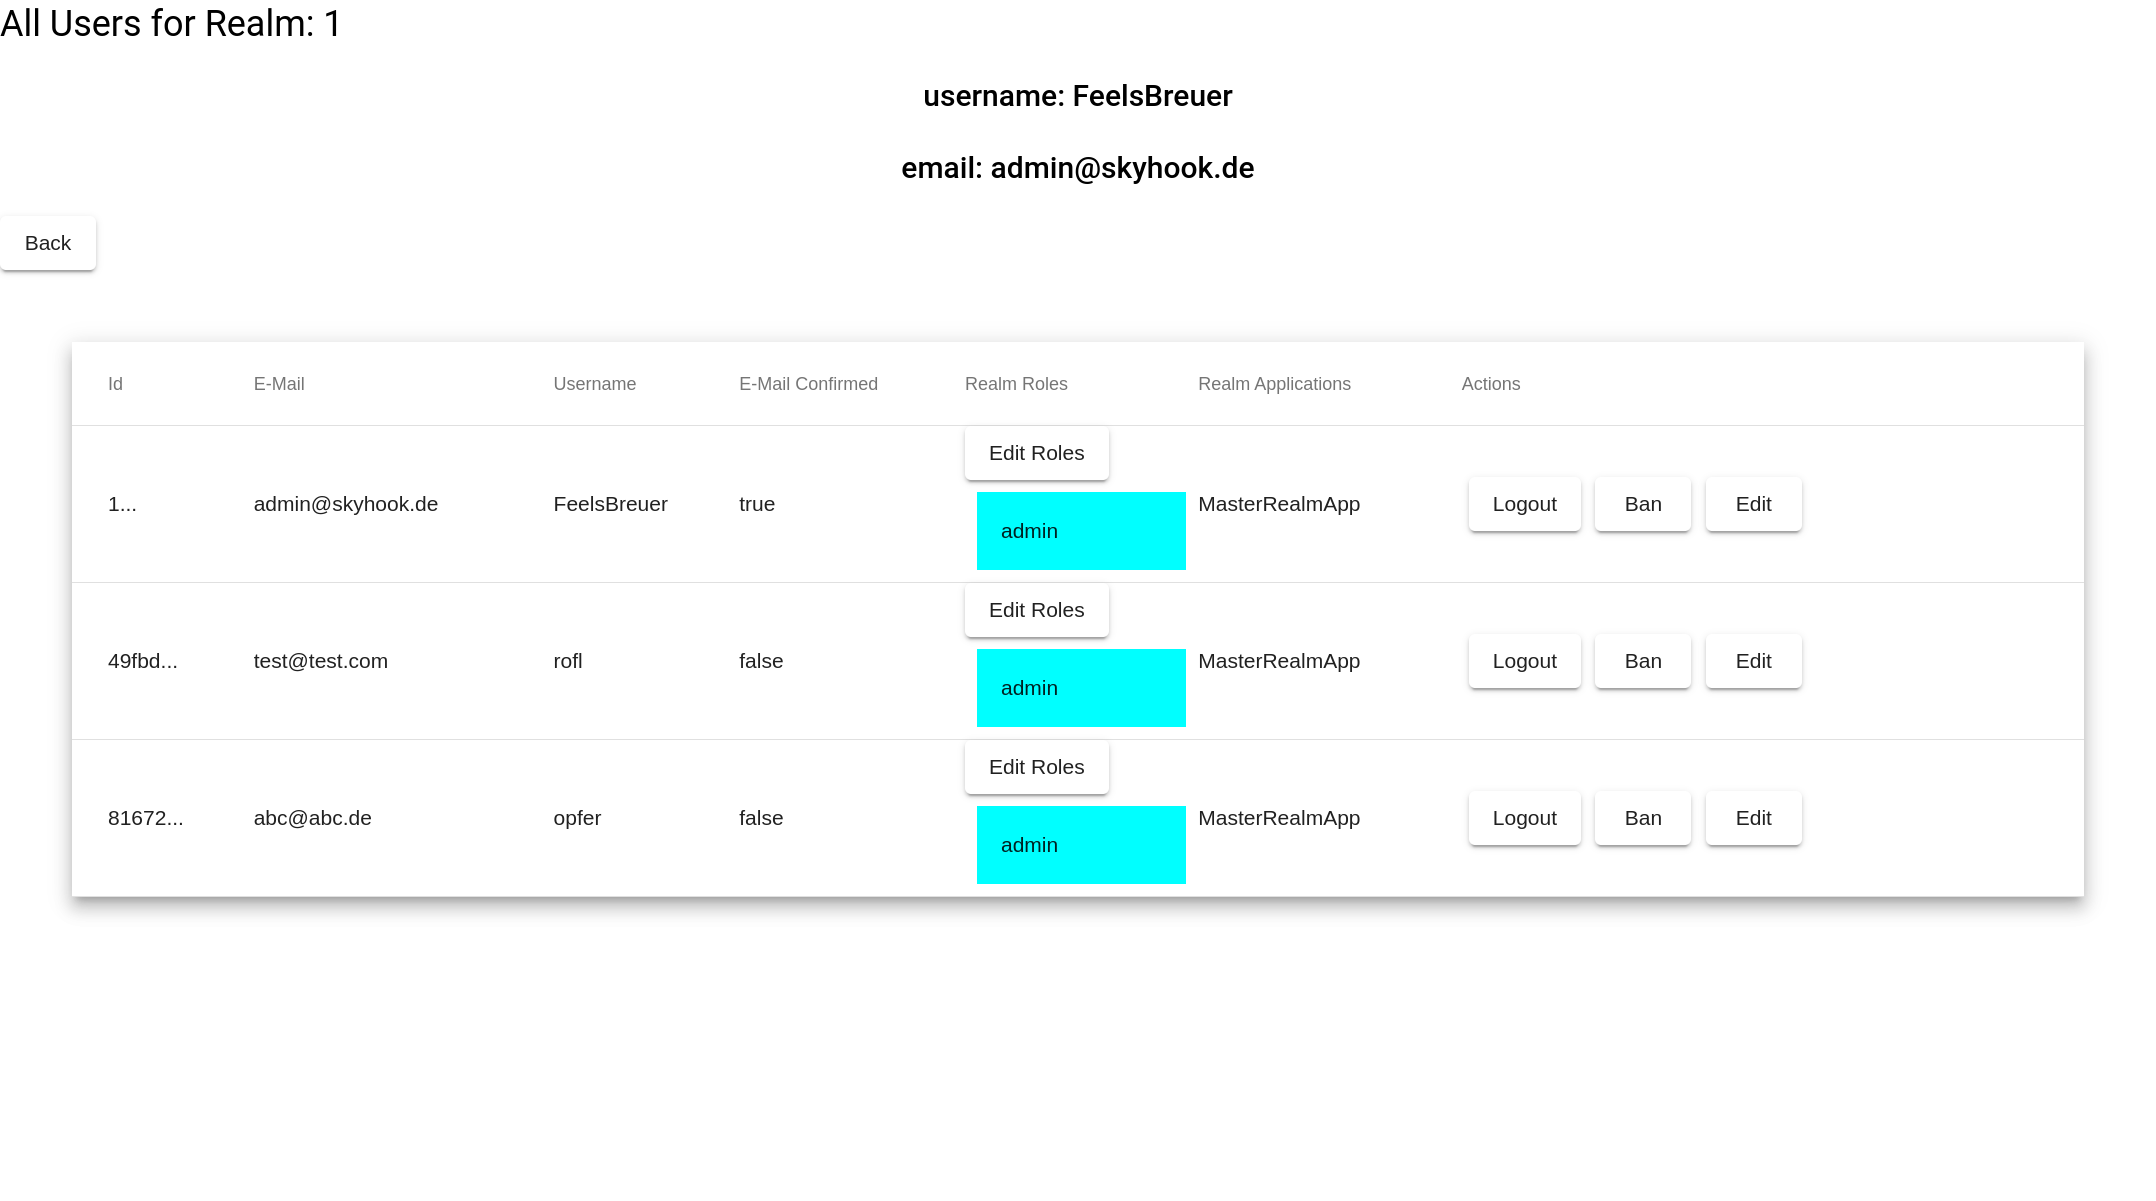 All Users for Realm: 1
username: FeelsBreuer
email: admin@skyhook.de
Back
Id E-Mail Username E-Mail Confirmed Realm Roles Realm Applications Actions
Edit Roles
1... admin@skyhook.de FeelsBreuer true MasterRealmApp Logout Ban Edit
admin
Edit Roles
49fbd... test@test.com rofl false MasterRealmApp Logout Ban Edit
admin
Edit Roles
81672... abc@abc.de opfer false MasterRealmApp Logout Ban Edit
admin